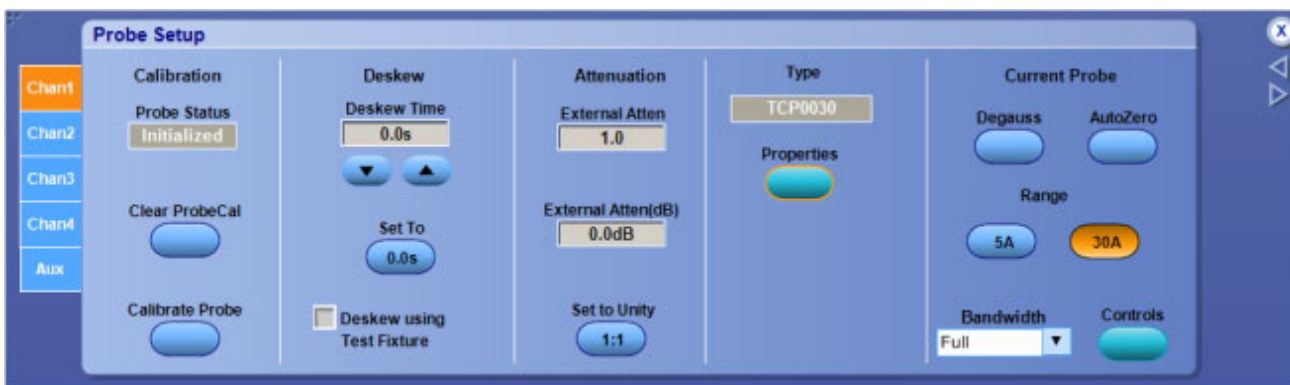 Probe Setup
Chan1
Chan2
Chan3
Chan4
Aux
Calibration
Probe Status
Initialized
Clear ProbeCal
Calibrate Probe
Deskew
Deskew Time
0.0s
Set To
0.0s
Deskew using
Test Fixture
Attenuation
External Atten
1.0
External Atten(dB)
0.0dB
Set to Unity
1:1
Type
TCP0030
Properties
Current Probe
Degauss
AutoZero
Range
5A
30A
Bandwidth
Full
Controls
X